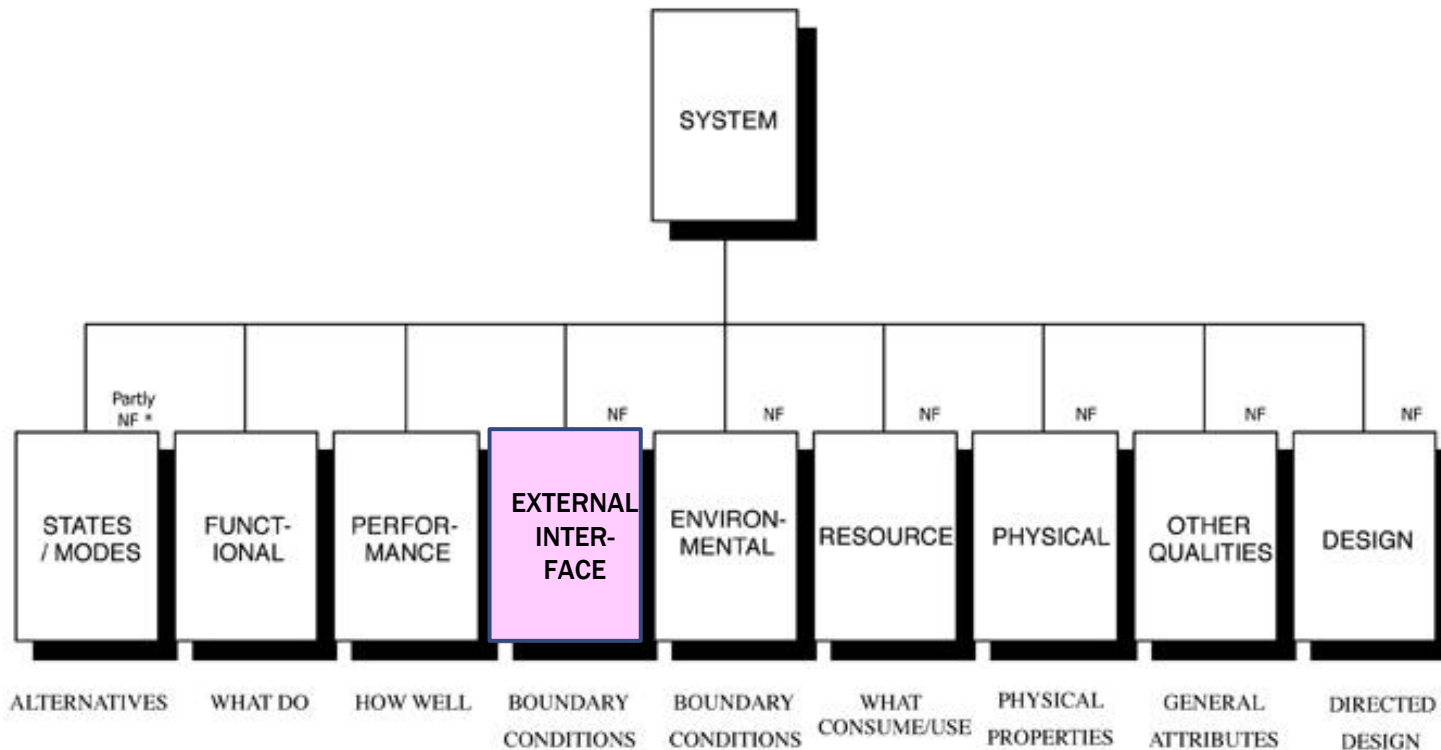 SYSTEM
Partly
NF *
NF
NF
NF
NF
NF
NF
STATES
/ MODES
FUNCT-
IONAL
PERFOR-
MANCE
EXTERNAL
INTER-
FACE
ENVIRON-
MENTAL
RESOURCE
PHYSICAL
OTHER
QUALITIES
DESIGN
ALTERNATIVES
WHAT DO
HOW WELL
BOUNDARY
CONDITIONS
BOUNDARY
CONDITIONS
WHAT
CONSUME/USE
PHYSICAL
PROPERTIES
GENERAL
ATTRIBUTES
DIRECTED
DESIGN